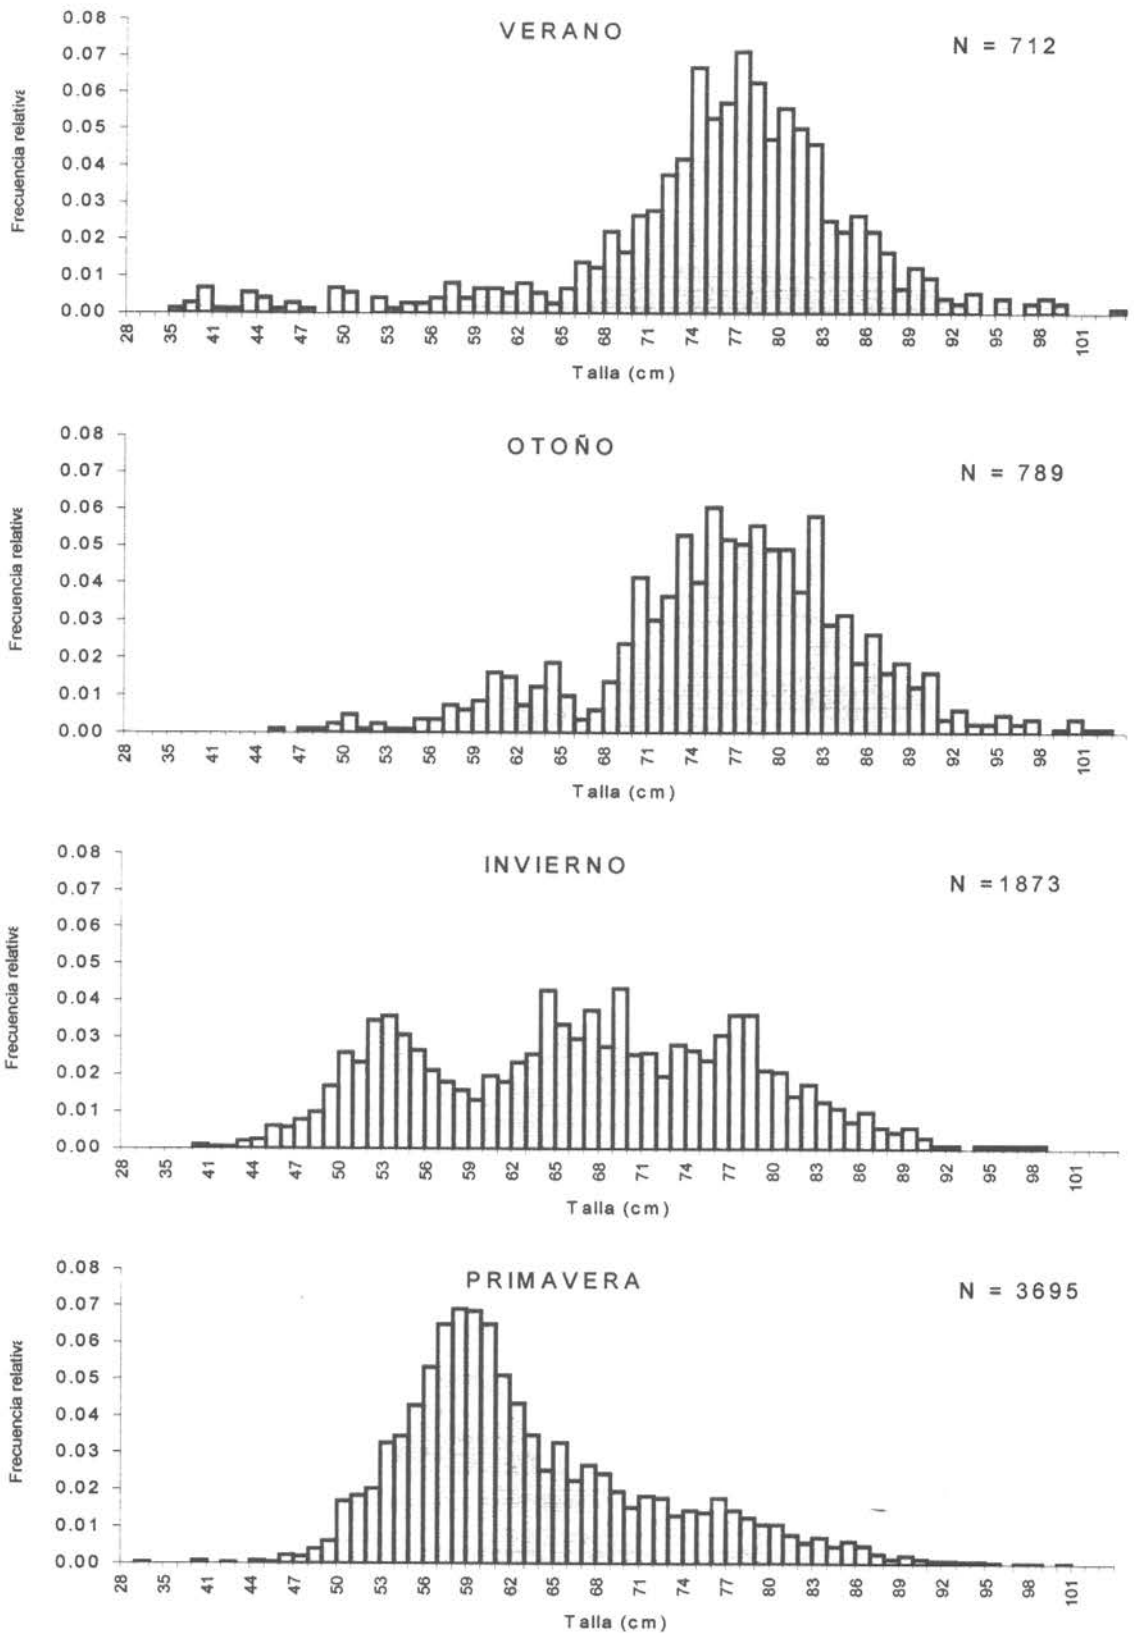 VERANO
N = 712
Frecuencia relativa
0.08
0.07
0.06
0.05
0.04
0.03
0.02
0.01
0.00
28 35 41 44 47 50 53 56 59 62 65 68 71 74 77 80 83 86 89 92 95 98 101
Talla (cm)
OTOÑO
N = 789
Frecuencia relativa
0.08
0.07
0.06
0.05
0.04
0.03
0.02
0.01
0.00
28 35 41 44 47 50 53 56 59 62 65 68 71 74 77 80 83 86 89 92 95 98 101
Talla (cm)
INVIERNO
N =1873
Frecuencia relativa
0.08
0.07
0.06
0.05
0.04
0.03
0.02
0.01
0.00
28 35 41 44 47 50 53 56 59 62 65 68 71 74 77 80 83 86 89 92 95 98 101
Talla (cm)
PRIMAVERA
N = 3695
Frecuencia relativa
0.08
0.07
0.06
0.05
0.04
0.03
0.02
0.01
0.00
28 35 41 44 47 50 53 56 59 62 65 68 71 74 77 80 83 86 89 92 95 98 101
Talla (cm)